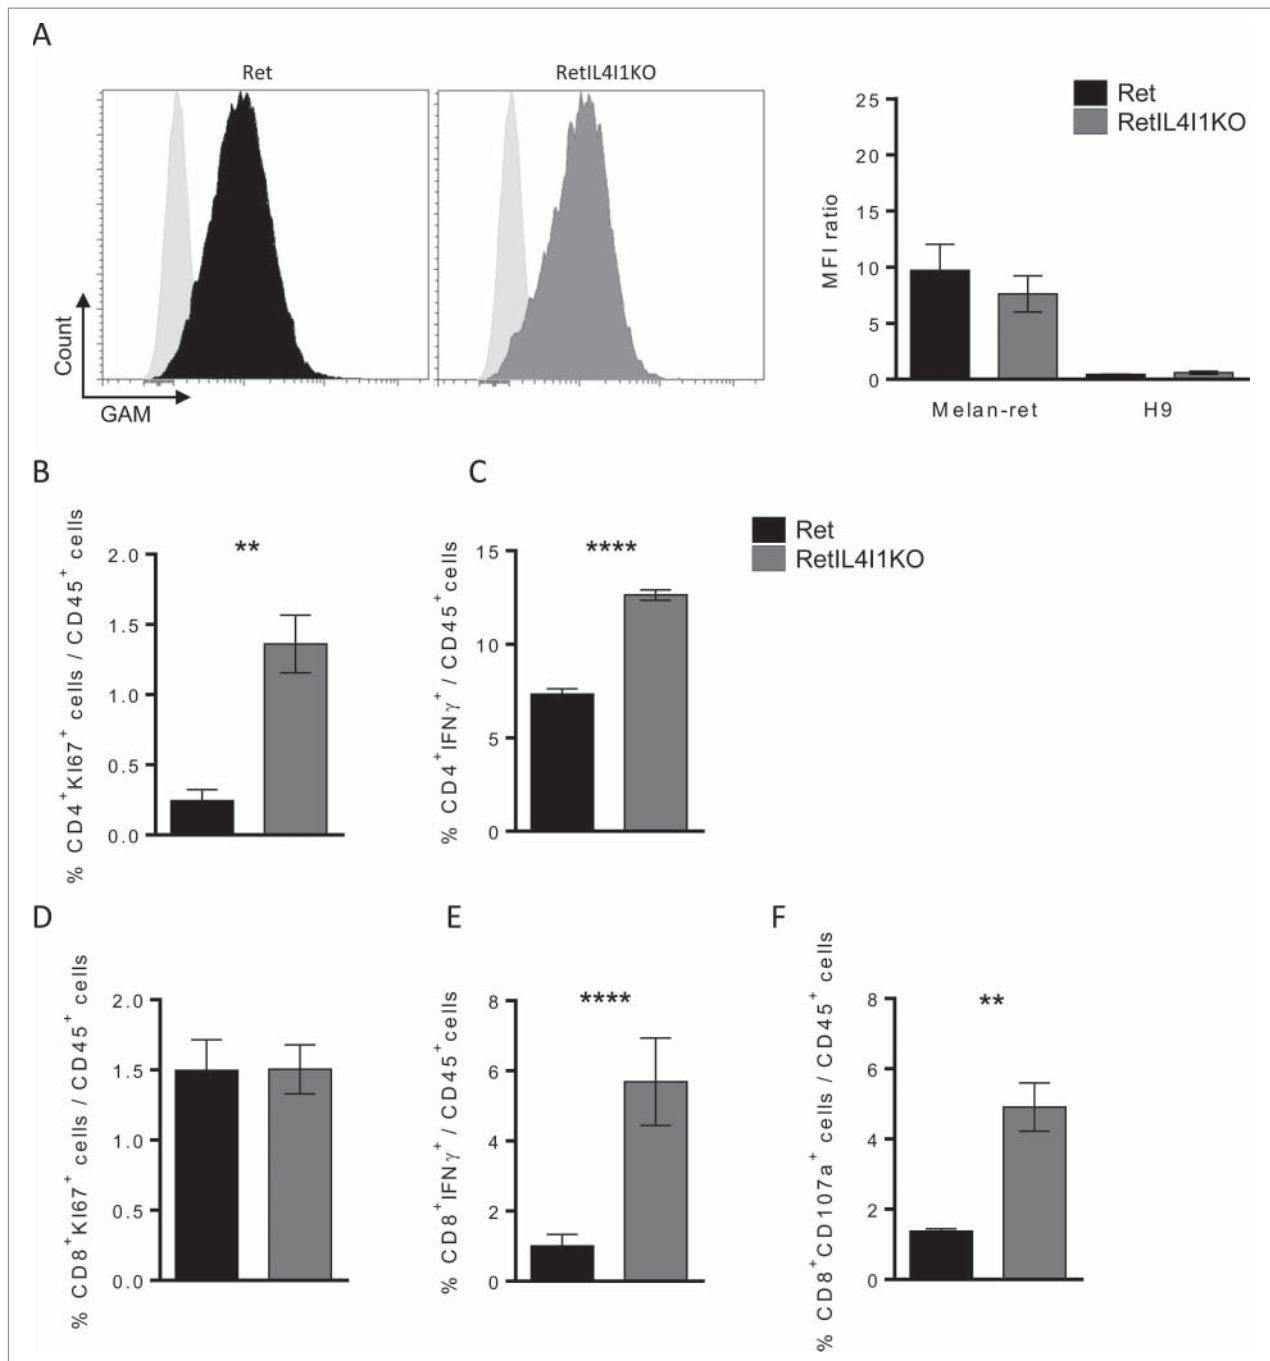 A
Ret
RetIL4I1KO
Count
GAM
Ret
RetIL4I1KO
MFI ratio
25
20
15
10
5
0
Melan-ret
H9
B
% CD4+KI67+ cells / CD45+ cells
2.0
1.5
1.0
0.5
0.0
**
C
% CD4+IFNγ+ / CD45+cells
15
10
5
0
****
Ret
RetIL4I1KO
D
% CD8+KI67+ cells / CD45+ cells
2.0
1.5
1.0
0.5
0.0
E
% CD8+IFNγ+ / CD45+cells
8
6
4
2
0
****
F
% CD8+CD107a+ cells / CD45+ cells
8
6
4
2
0
**